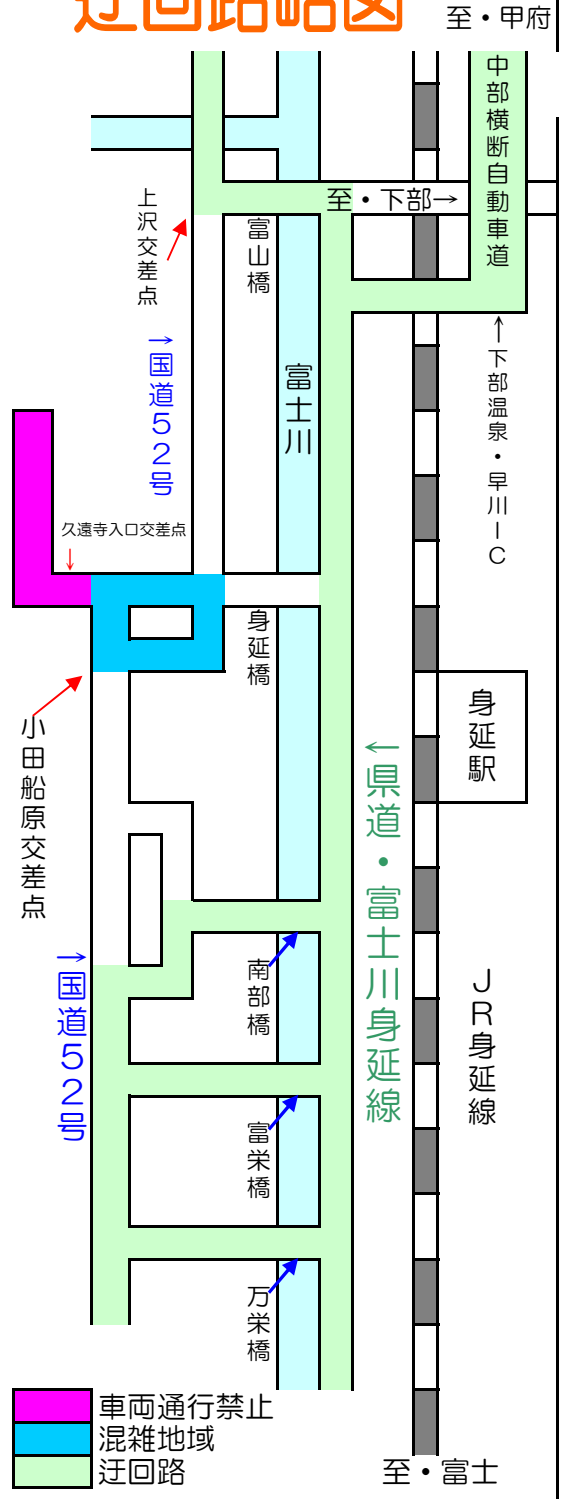 迂回路略図
至・甲府
中部横断自動車道
至・下部→
上沢交差点
富山橋
→国道52号
富士川
←下部温泉・早川IC
久遠寺入口交差点
身延橋
小田船原交差点
身延駅
←県道・富士川身延線
→国道52号
南部橋
JR身延線
富栄橋
万栄橋
車両通行禁止
混雑地域
迂回路
至・富士